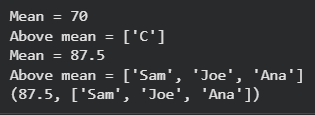 Mean = 70
Above mean = ['C']
Mean = 87.5
Above mean = ['Sam', 'Joe', 'Ana']
(87.5, ['Sam', 'Joe', 'Ana'])